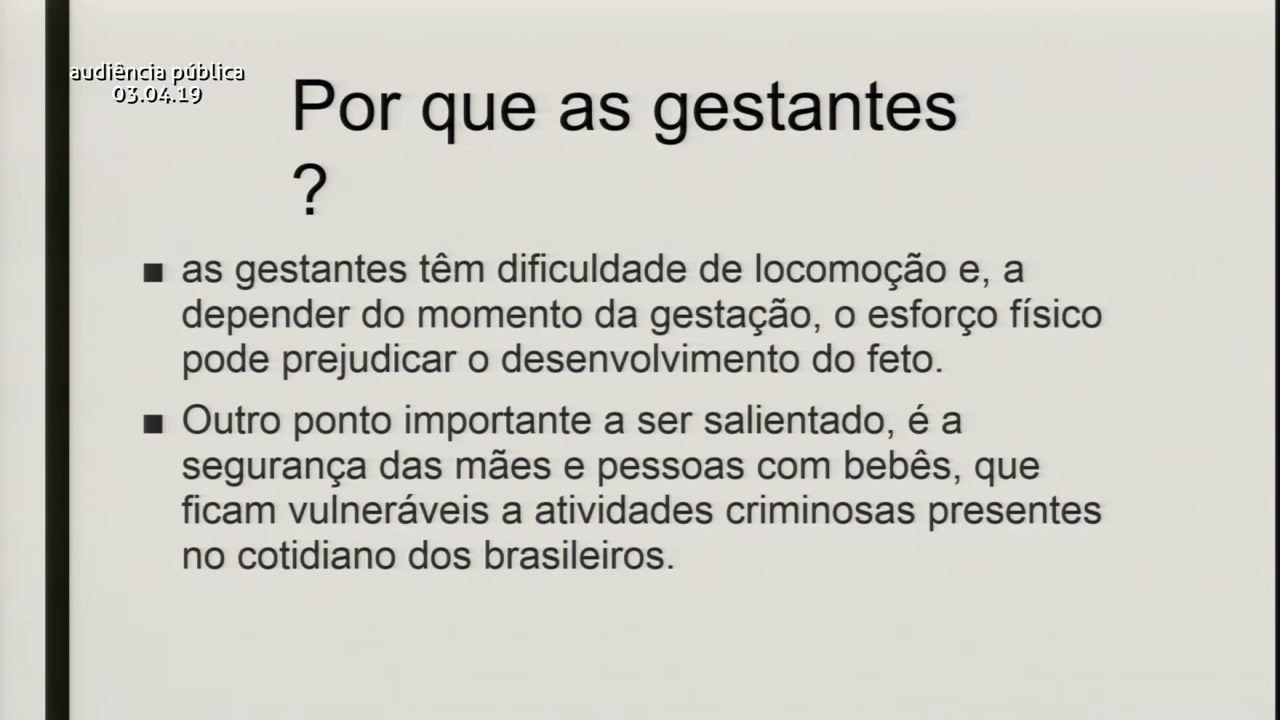 audiência pública
03.04.19
Por que as gestantes
?
■ as gestantes têm dificuldade de locomoção e, a
depender do momento da gestação, o esforço físico
pode prejudicar o desenvolvimento do feto.
■ Outro ponto importante a ser salientado, é a
segurança das mães e pessoas com bebês, que
ficam vulneráveis a atividades criminosas presentes
no cotidiano dos brasileiros.